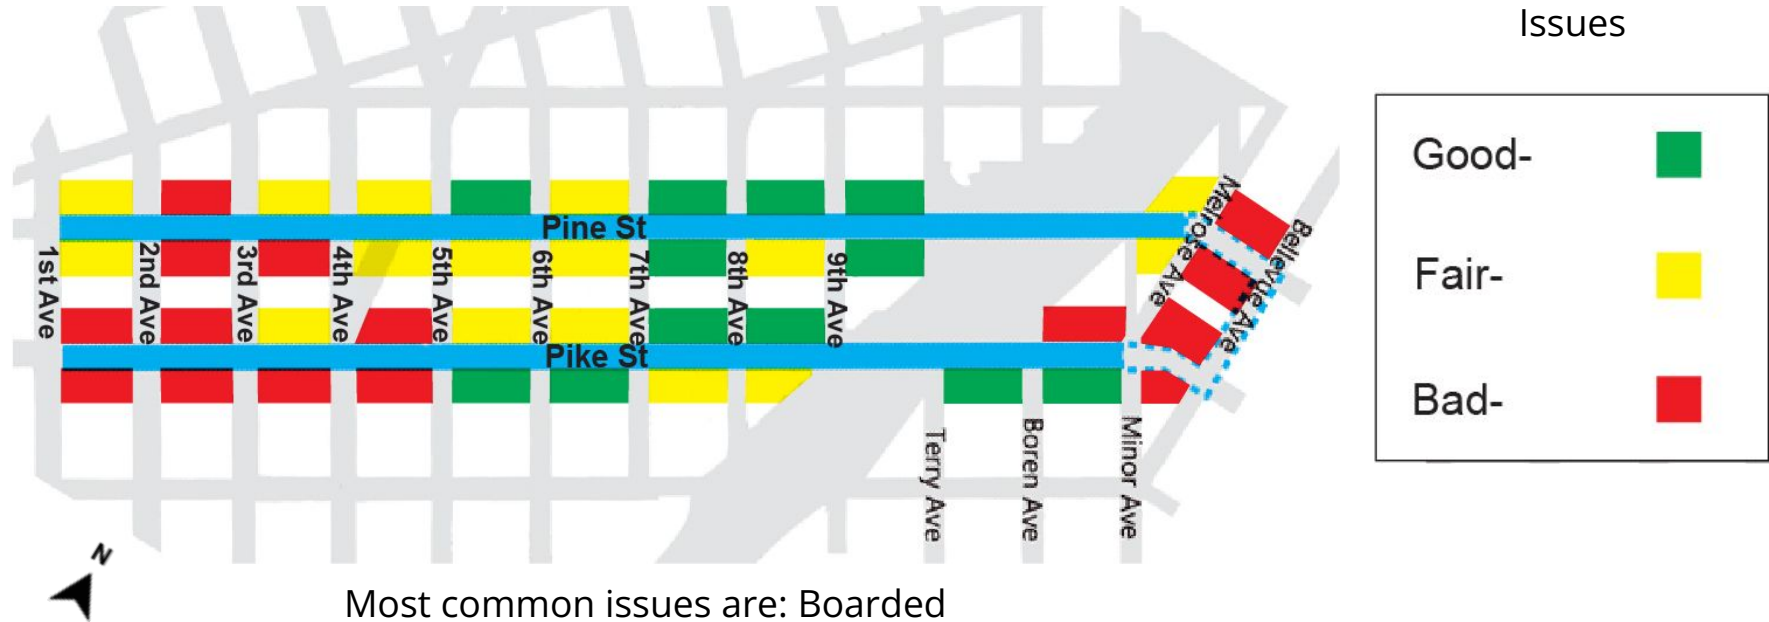 Issues
Good-
Fair-
Bad-
Pine St
1st Ave
2nd Ave
3rd Ave
4th Ave
5th Ave
6th Ave
7th Ave
8th Ave
9th Ave
Melrose Ave
Bellevue Ave
Pike St
Terry Ave
Boren Ave
Minor Ave
N
Most common issues are: Boarded